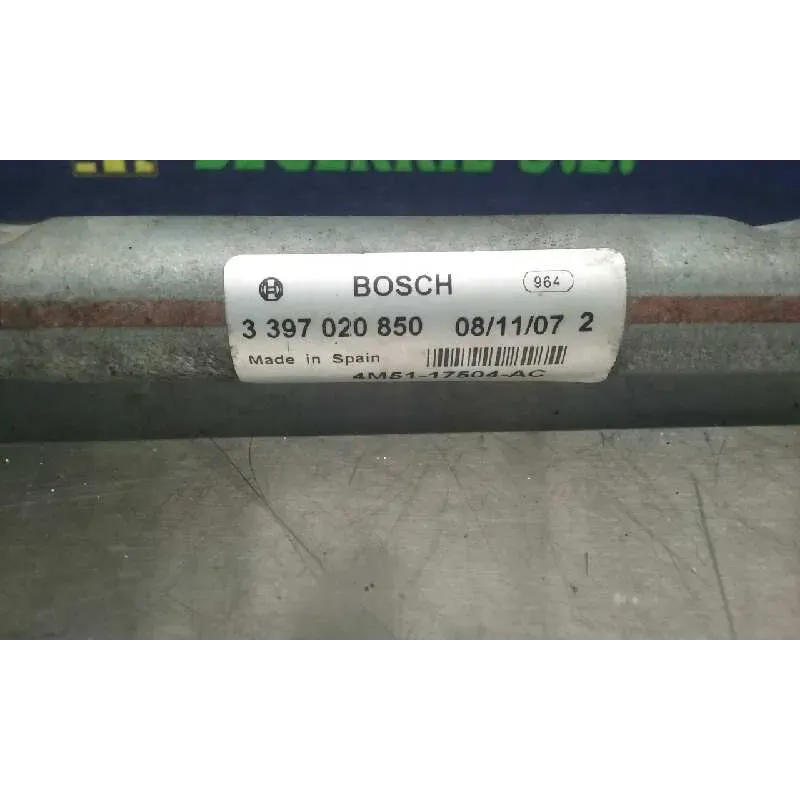 BOSCH 964
3 397 020 850 08/11/07 2
Made in Spain
4M51-17504-AC